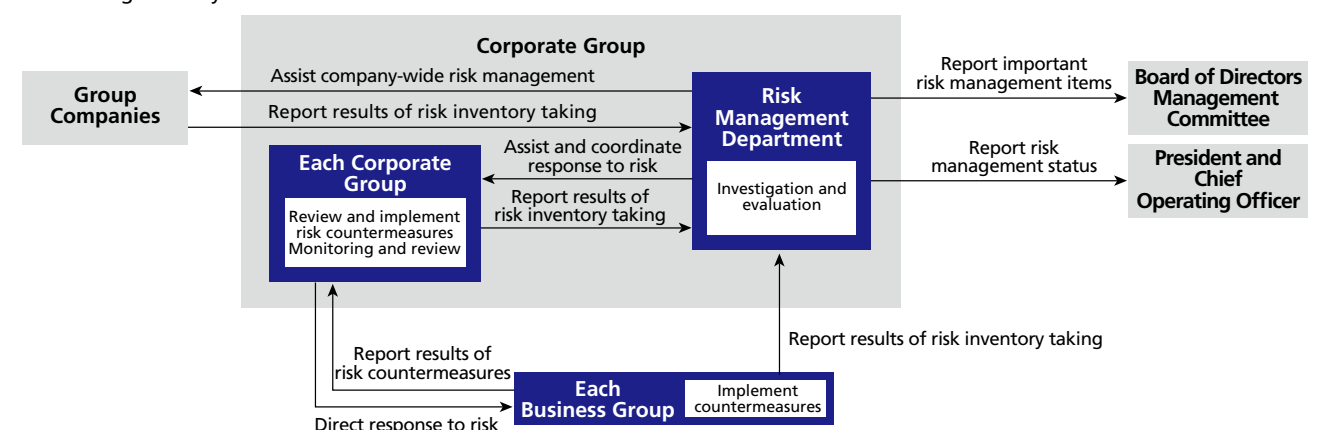 Corporate Group
Group
Companies
Assist company-wide risk management
Report results of risk inventory taking
Risk
Management
Department
Investigation and
evaluation
Report important
risk management items
Board of Directors
Management
Committee
Report risk
management status
President and
Chief
Operating Officer
Each Corporate
Group
Review and implement
risk countermeasures
Monitoring and review
Assist and coordinate
response to risk
Report results of
risk inventory taking
Report results of risk inventory taking
Report results of
risk countermeasures
Each
Business Group
Implement
countermeasures
Direct response to risk